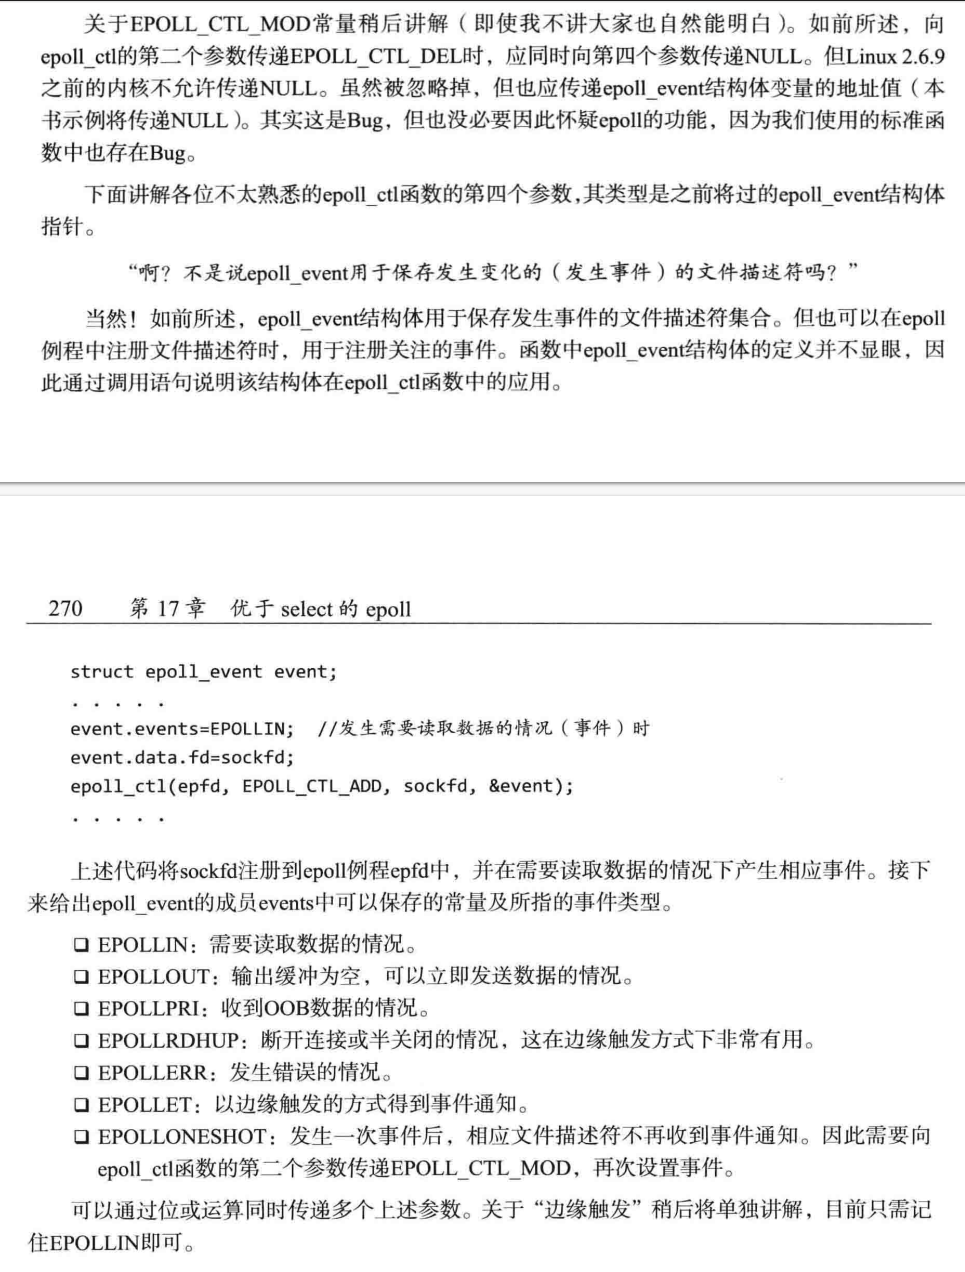 关于EPOLL_CTL_MOD常量稍后讲解（即使我不讲大家也自然能明白）。如前所述，向
epoll_ctl的第二个参数传递EPOLL_CTL_DEL时，应同时向第四个参数传递NULL。但Linux 2.6.9
之前的内核不允许传递NULL。虽然被忽略掉，但也应传递epoll_event结构体变量的地址值（本
书示例将传递NULL）。其实这是Bug，但也没必要因此怀疑epoll的功能，因为我们使用的标准函
数中也存在Bug。
下面讲解各位不太熟悉的epoll_ctl函数的第四个参数，其类型是之前将过的epoll_event结构体
指针。
“啊？不是说epoll_event用于保存发生变化的（发生事件）的文件描述符吗？”
当然！如前所述，epoll_event结构体用于保存发生事件的文件描述符集合。但也可以在epoll
例程中注册文件描述符时，用于注册关注的事件。函数中epoll_event结构体的定义并不显眼，因
此通过调用语句说明该结构体在epoll_ctl函数中的应用。
270 第 17 章 优于 select 的 epoll
struct epoll_event event;
. . . . .
event.events=EPOLLIN; //发生需要读取数据的情况（事件）时
event.data.fd=sockfd;
epoll_ctl(epfd, EPOLL_CTL_ADD, sockfd, &event);
. . . . .
上述代码将sockfd注册到epoll例程epfd中，并在需要读取数据的情况下产生相应事件。接下
来给出epoll_event的成员events中可以保存的常量及所指的事件类型。
❑ EPOLLIN：需要读取数据的情况。
❑ EPOLLOUT：输出缓冲为空，可以立即发送数据的情况。
❑ EPOLLPRI：收到OOB数据的情况。
❑ EPOLLRDHUP：断开连接或半关闭的情况，这在边缘触发方式下非常有用。
❑ EPOLLERR：发生错误的情况。
❑ EPOLLET：以边缘触发的方式得到事件通知。
❑ EPOLLONESHOT：发生一次事件后，相应文件描述符不再收到事件通知。因此需要向
epoll_ctl函数的第二个参数传递EPOLL_CTL_MOD，再次设置事件。
可以通过位或运算同时传递多个上述参数。关于“边缘触发”稍后将单独讲解，目前只需记
住EPOLLIN即可。